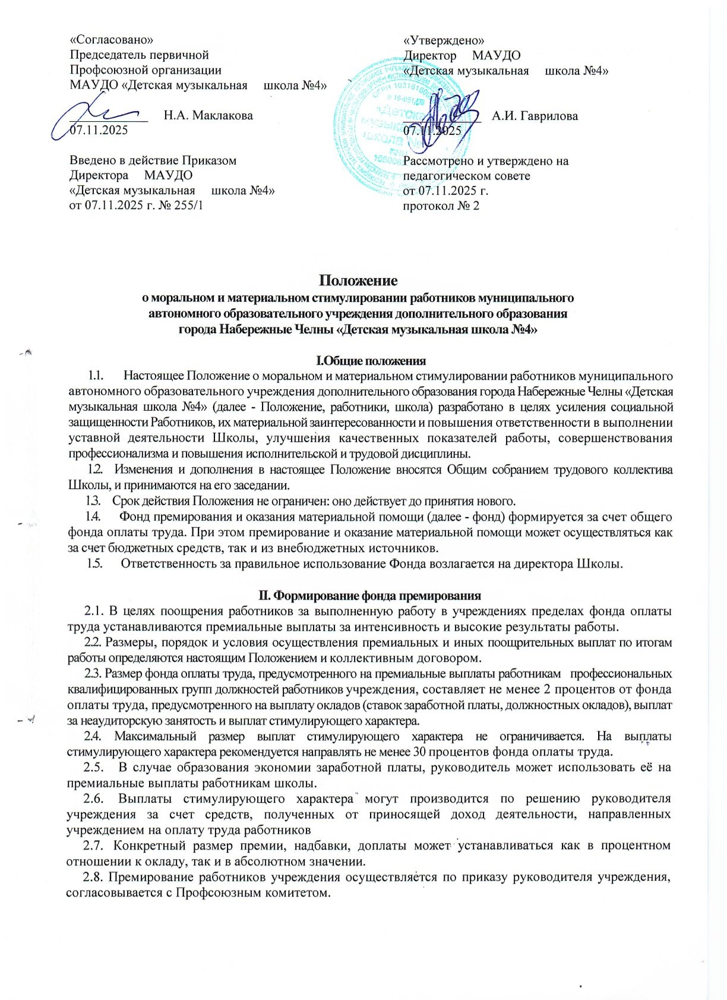 «Согласовано»
Председатель первичной
Профсоюзной организации
МАУДО «Детская музыкальная школа №4»
Н.А. Маклакова
07.11.2025
Введено в действие Приказом
Директора МАУДО
«Детская музыкальная школа №4»
от 07.11.2025 г. № 255/1
«Утверждено»
Директор МАУДО
«Детская музыкальная школа №4»
А.И. Гаврилова
07.11.2025
Рассмотрено и утверждено на
педагогическом совете
от 07.11.2025 г.
протокол № 2
Положение
о моральном и материальном стимулировании работников муниципального
автономного образовательного учреждения дополнительного образования
города Набережные Челны «Детская музыкальная школа №4»
I.Общие положения
1.1. Настоящее Положение о моральном и материальном стимулировании работников муниципального
автономного образовательного учреждения дополнительного образования города Набережные Челны «Детская
музыкальная школа №4» (далее - Положение, работники, школа) разработано в целях усиления социальной
защищенности Работников, их материальной заинтересованности и повышения ответственности в выполнении
уставной деятельности Школы, улучшения качественных показателей работы, совершенствования
профессионализма и повышения исполнительской и трудовой дисциплины.
1.2. Изменения и дополнения в настоящее Положение вносятся Общим собранием трудового коллектива
Школы, и принимаются на его заседании.
1.3. Срок действия Положения не ограничен: оно действует до принятия нового.
1.4. Фонд премирования и оказания материальной помощи (далее - фонд) формируется за счет общего
фонда оплаты труда. При этом премирование и оказание материальной помощи может осуществляться как
за счет бюджетных средств, так и из внебюджетных источников.
1.5. Ответственность за правильное использование Фонда возлагается на директора Школы.
II. Формирование фонда премирования
2.1. В целях поощрения работников за выполненную работу в учреждениях пределах фонда оплаты
труда устанавливаются премиальные выплаты за интенсивность и высокие результаты работы.
2.2. Размеры, порядок и условия осуществления премиальных и иных поощрительных выплат по итогам
работы определяются настоящим Положением и коллективным договором.
2.3. Размер фонда оплаты труда, предусмотренного на премиальные выплаты работникам профессиональных
квалифицированных групп должностей работников учреждения, составляет не менее 2 процентов от фонда
оплаты труда, предусмотренного на выплату окладов (ставок заработной платы, должностных окладов), выплат
за неаудиторскую занятость и выплат стимулирующего характера.
2.4. Максимальный размер выплат стимулирующего характера не ограничивается. На выплаты
стимулирующего характера рекомендуется направлять не менее 30 процентов фонда оплаты труда.
2.5. В случае образования экономии заработной платы, руководитель может использовать её на
премиальные выплаты работникам школы.
2.6. Выплаты стимулирующего характера могут производится по решению руководителя
учреждения за счет средств, полученных от приносящей доход деятельности, направленных
учреждением на оплату труда работников
2.7. Конкретный размер премии, надбавки, доплаты может устанавливаться как в процентном
отношении к окладу, так и в абсолютном значении.
2.8. Премирование работников учреждения осуществляется по приказу руководителя учреждения,
согласовывается с Профсоюзным комитетом.